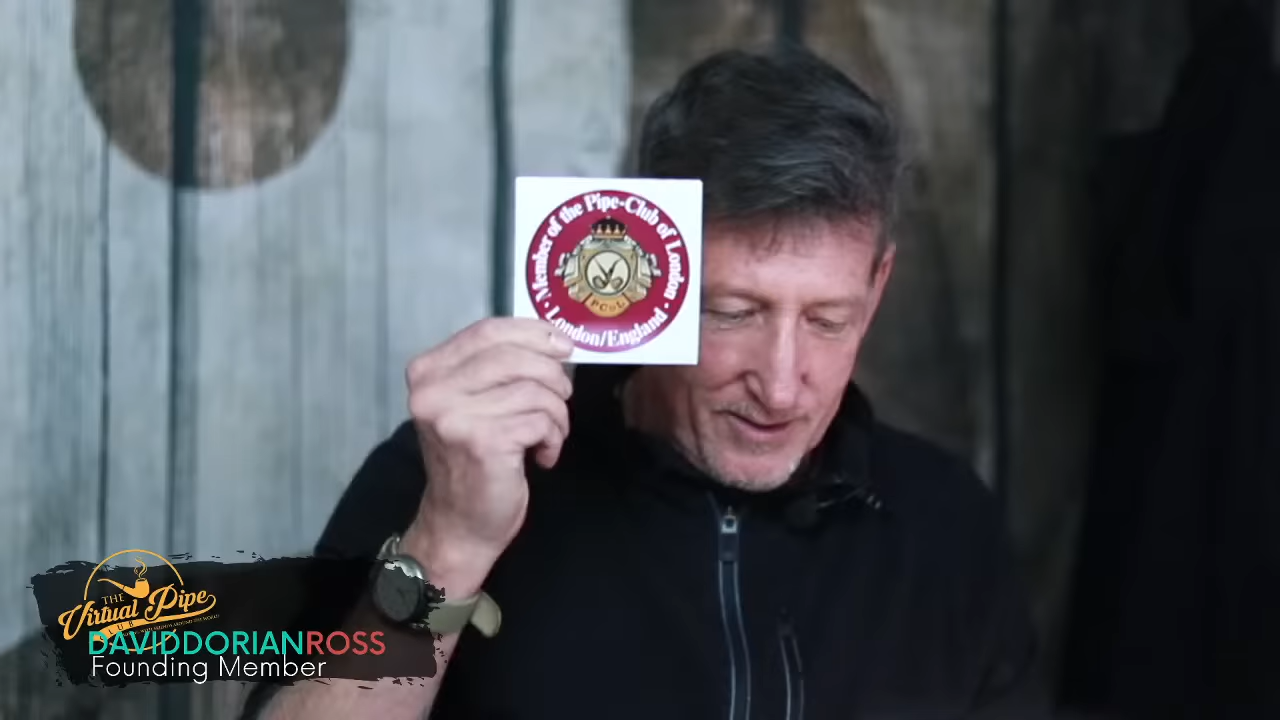 Member of the Pipe-Club of London
PCoL
• London/England •
THE
Virtual Pipe
CLUB
DAVIDDORIANROSS
Founding Member